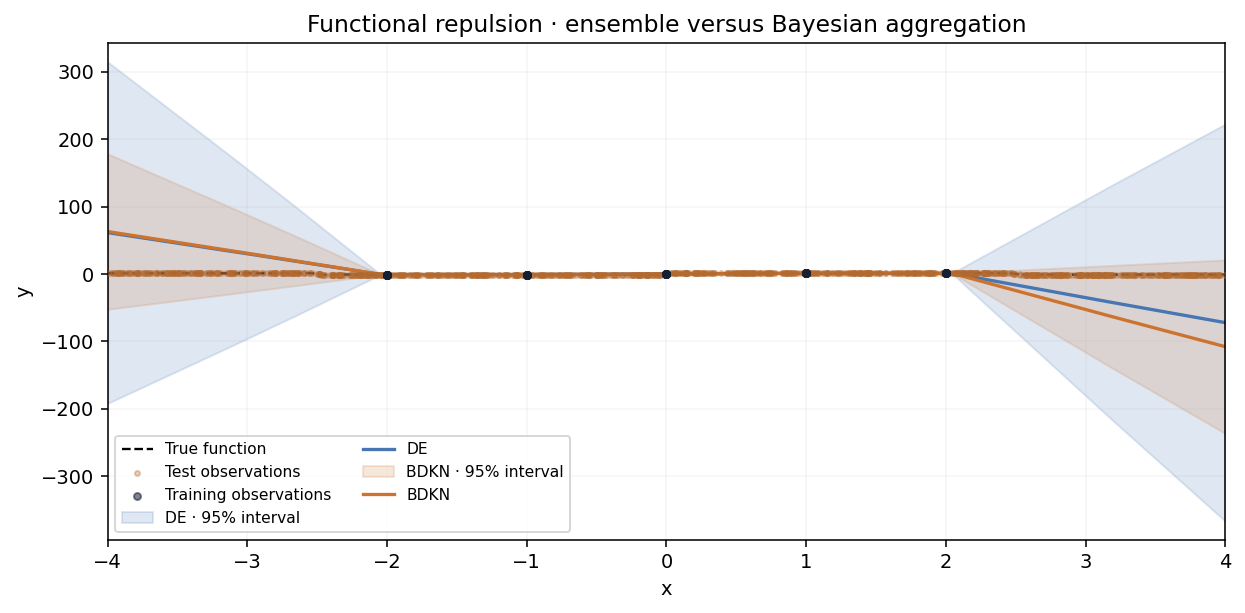 Functional repulsion · ensemble versus Bayesian aggregation
300
200
100
0
−100
−200
−300
y
True function
Test observations
Training observations
DE · 95% interval
DE
BDKN · 95% interval
BDKN
−4 −3 −2 −1 0 1 2 3 4
x